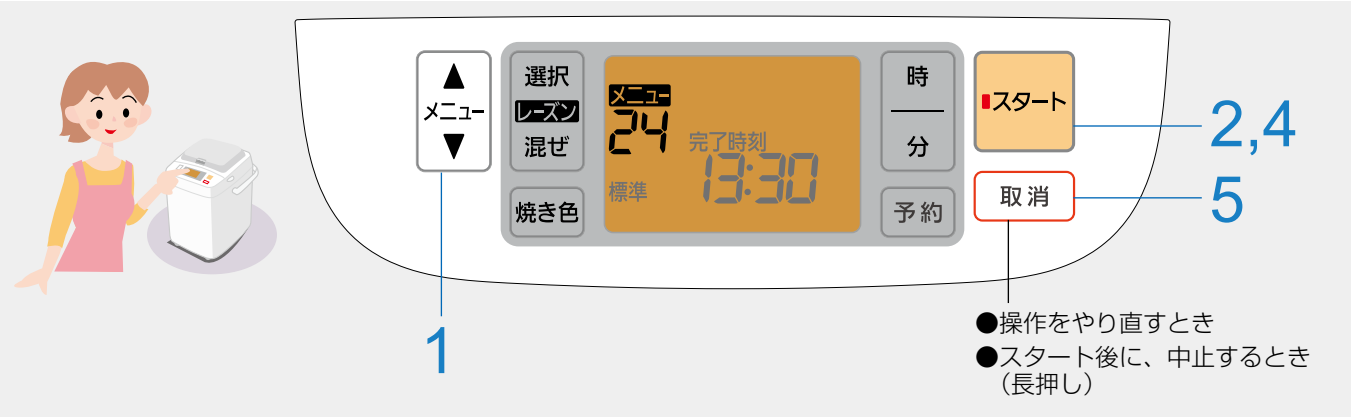 ▲
メニュー
▼
選択
レーズン
混ぜ
焼き色
メニュー
24
完了時刻
13:30
標準
時
分
予約
スタート
取消
2,4
5
1
●操作をやり直すとき
●スタート後に、中止するとき
（長押し）